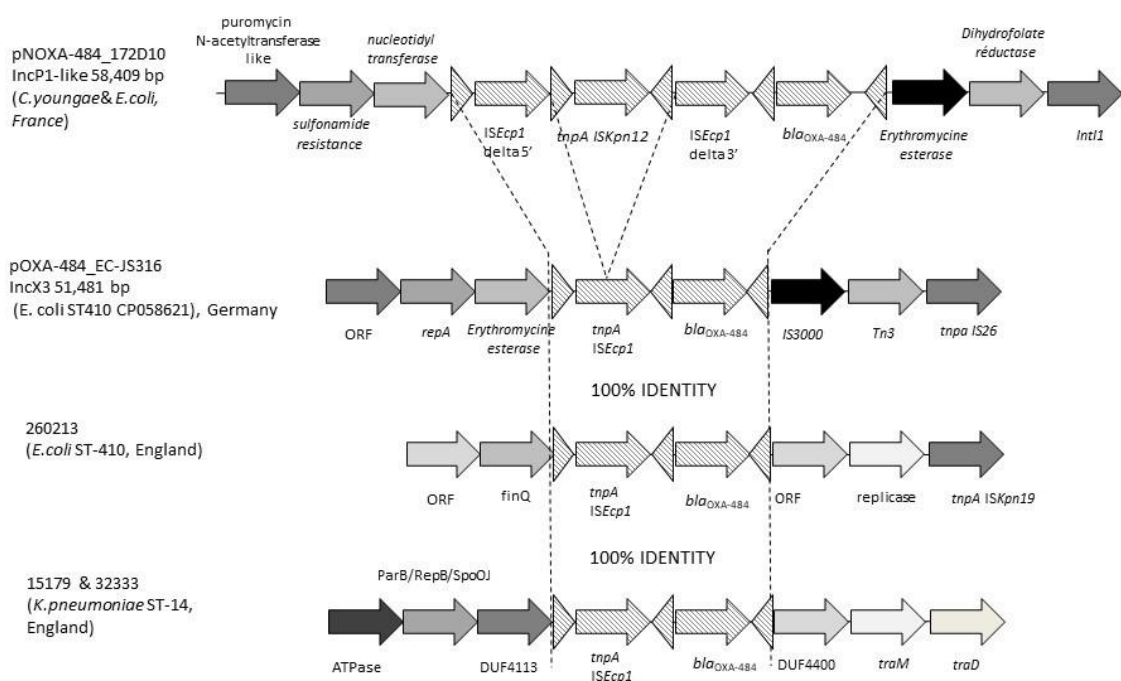 puromycin
N-acetyltransferase
like
nucleotidyl
transferase
Dihydrofolate
réductase
pNOXA-484_172D10
IncP1-like 58,409 bp
(C.youngae& E.coli,
France)
sulfonamide
resistance
ISEcp1
delta5’
tnpA ISKpn12
ISEcp1
delta3’
blaOXA-484
Erythromycine
esterase
IntI1
pOXA-484_EC-JS316
IncX3 51,481 bp
(E. coli ST410 CP058621), Germany
ORF
repA
Erythromycine
esterase
tnpA
ISEcp1
blaOXA-484
IS3000
Tn3
tnpa IS26
100% IDENTITY
260213
(E.coli ST-410, England)
ORF
finQ
tnpA
ISEcp1
blaOXA-484
ORF
replicase
tnpA ISKpn19
100% IDENTITY
15179 & 32333
(K.pneumoniae ST-14,
England)
ParB/RepB/SpoOJ
ATPase
DUF4113
tnpA
ISEcp1
blaOXA-484
DUF4400
traM
traD